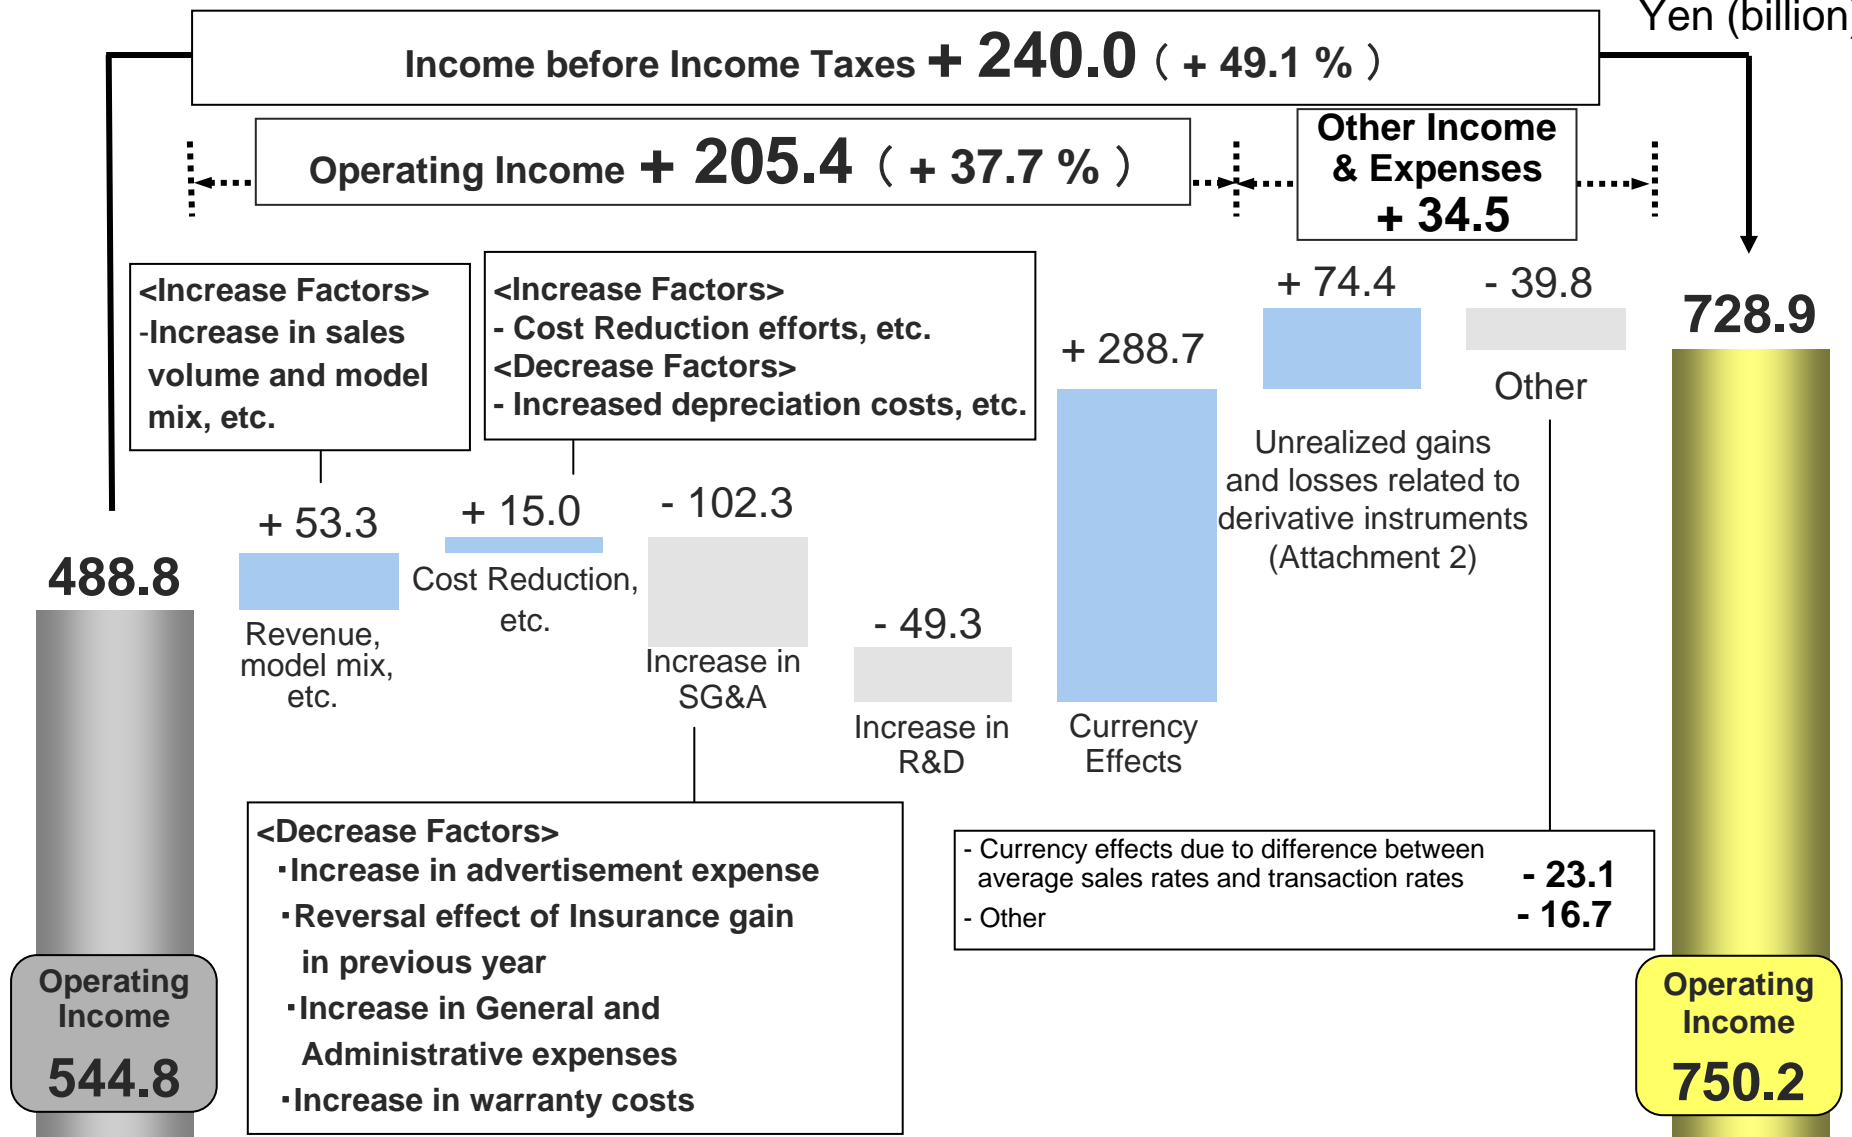 Yen (billion)
Income before Income Taxes + 240.0 ( + 49.1 % )
Operating Income + 205.4 ( + 37.7 % )
Other Income
& Expenses
+ 34.5
<Increase Factors>
-Increase in sales
volume and model
mix, etc.
<Increase Factors>
- Cost Reduction efforts, etc.
<Decrease Factors>
- Increased depreciation costs, etc.
488.8
+ 53.3
Revenue,
model mix,
etc.
+ 15.0
Cost Reduction,
etc.
- 102.3
Increase in
SG&A
- 49.3
Increase in
R&D
+ 288.7
Currency
Effects
+ 74.4
Unrealized gains
and losses related to
derivative instruments
(Attachment 2)
- 39.8
Other
728.9
<Decrease Factors>
・Increase in advertisement expense
・Reversal effect of Insurance gain
in previous year
・Increase in General and
Administrative expenses
・Increase in warranty costs
- Currency effects due to difference between
average sales rates and transaction rates - 23.1
- Other - 16.7
Operating
Income
544.8
Operating
Income
750.2